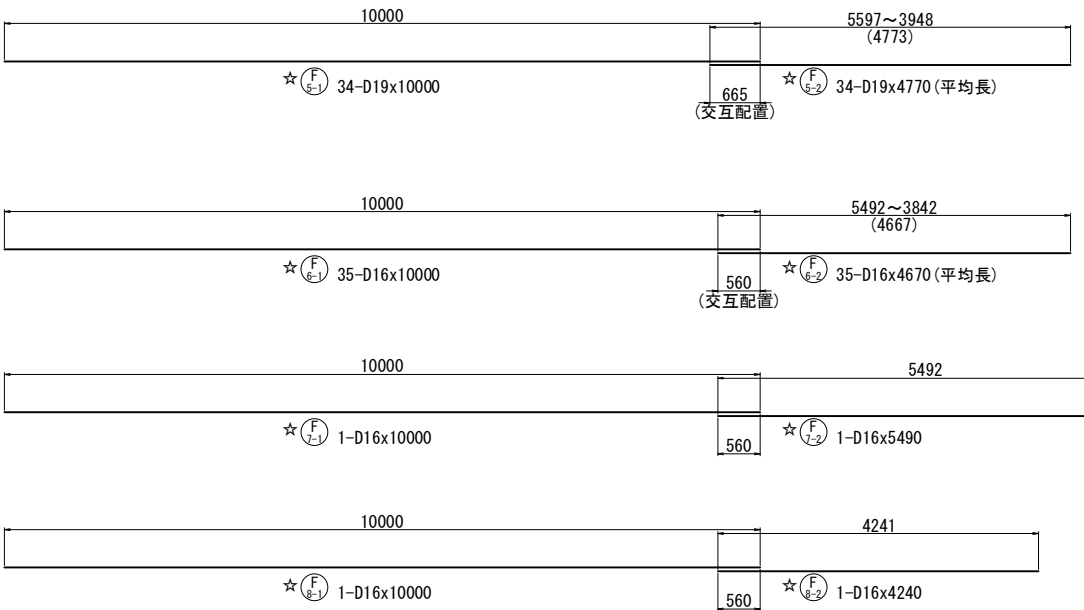 10000
5597～3948
(4773)
☆ F 5-1 34-D19x10000
665
(交互配置)
☆ F 5-2 34-D19x4770(平均長)
10000
5492～3842
(4667)
☆ F 6-1 35-D16x10000
560
(交互配置)
☆ F 6-2 35-D16x4670(平均長)
10000
5492
☆ F 7-1 1-D16x10000
560
☆ F 7-2 1-D16x5490
10000
4241
☆ F 8-1 1-D16x10000
560
☆ F 8-2 1-D16x4240